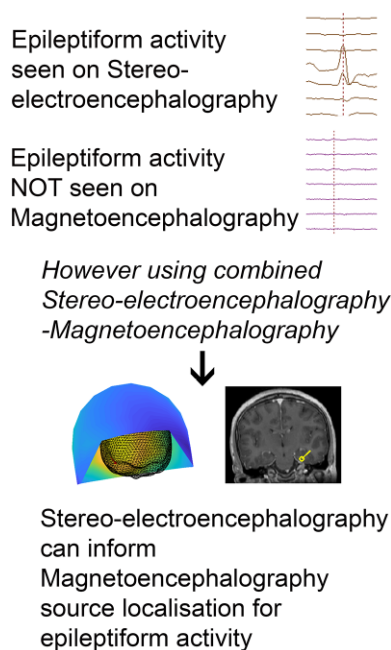 Epileptiform activity
seen on Stereo-
electroencephalography
Epileptiform activity
NOT seen on
Magnetoencephalography
However using combined
Stereo-electroencephalography
-Magnetoencephalography
Stereo-electroencephalography
can inform
Magnetoencephalography
source localisation for
epileptiform activity